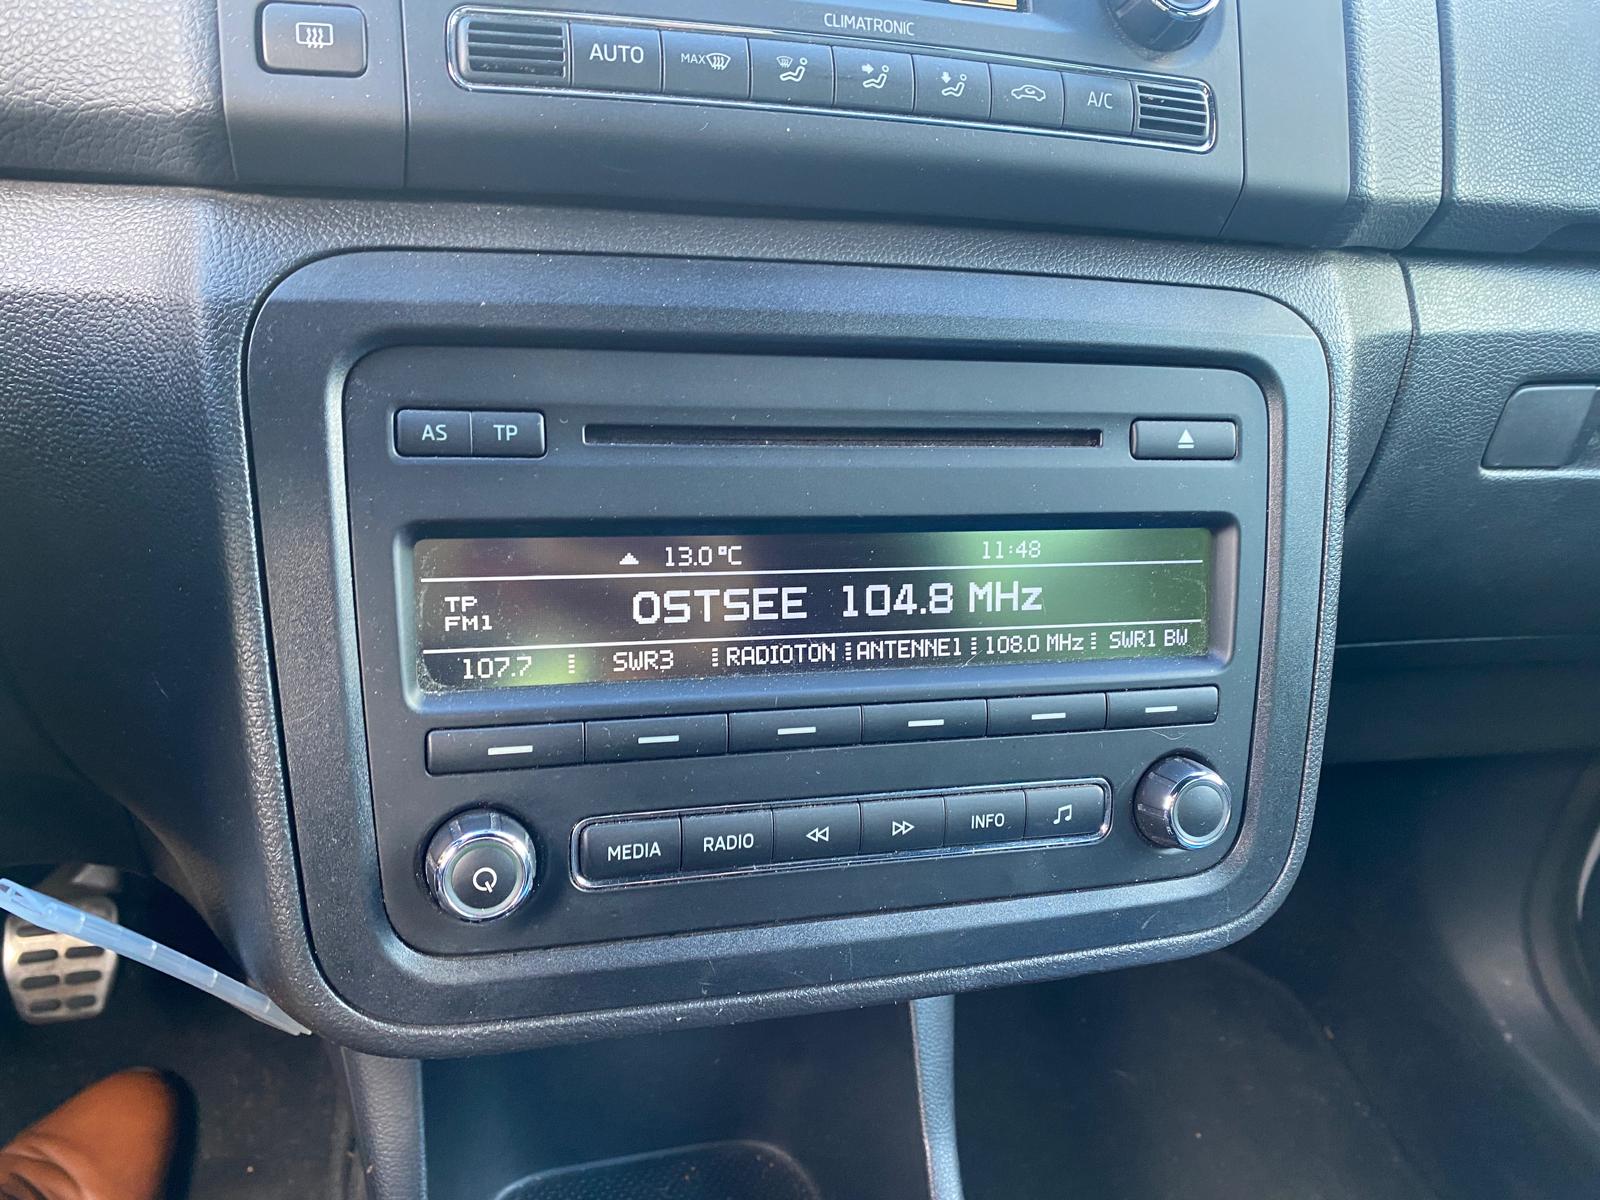 CLIMATRONIC
AUTO MAX A/C
AS TP
13.0°C 11:48
TP
FM1
OSTSEE 104.8 MHz
107.7 SWR3 RADIOTON ANTENNE1 108.0 MHz SWR1 BW
MEDIA RADIO INFO